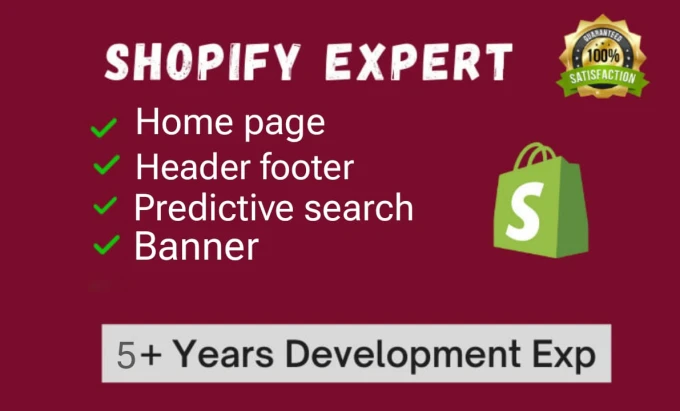 SHOPIFY EXPERT
GUARANTEED
100%
SATISFACTION
Home page
Header footer
Predictive search
Banner
S
5+ Years Development Exp